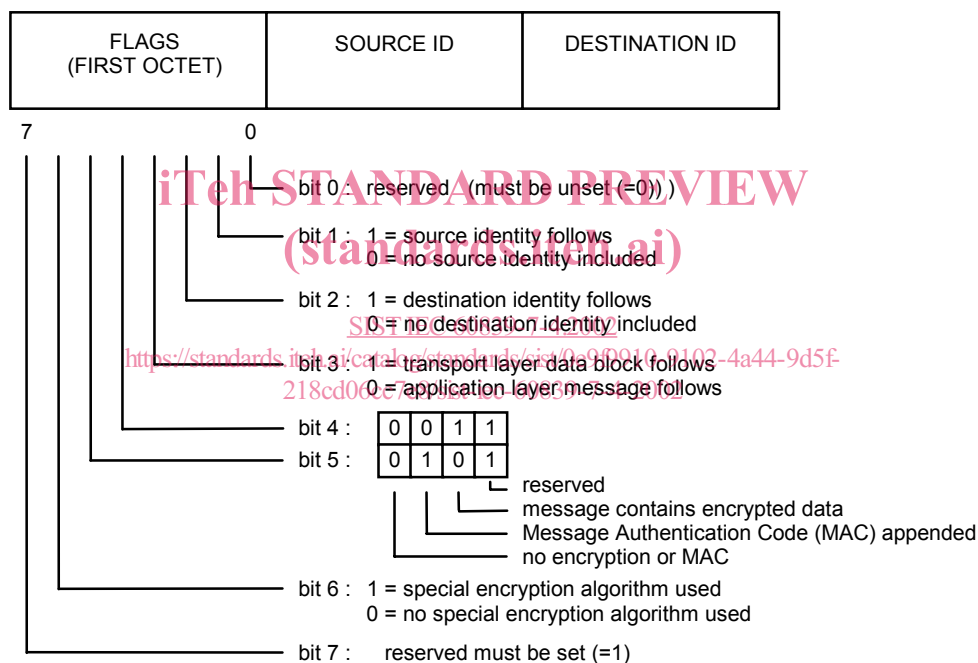 FLAGS
(FIRST OCTET)
SOURCE ID
DESTINATION ID
7
0
bit 0 : reserved (must be unset (=0)) )
iTeh STANDARD PREVIEW
bit 1 : 1 = source identity follows
(standards.iteh.ai)
0 = no source identity included
bit 2 : 1 = destination identity follows
0 = no destination identity included
bit 3 : 1 = transport layer data block follows
0 = application layer message follows
bit 4 : 0 0 1 1
bit 5 : 0 1 0 1
reserved
message contains encrypted data
Message Authentication Code (MAC) appended
no encryption or MAC
bit 6 : 1 = special encryption algorithm used
0 = no special encryption algorithm used
bit 7 : reserved must be set (=1)